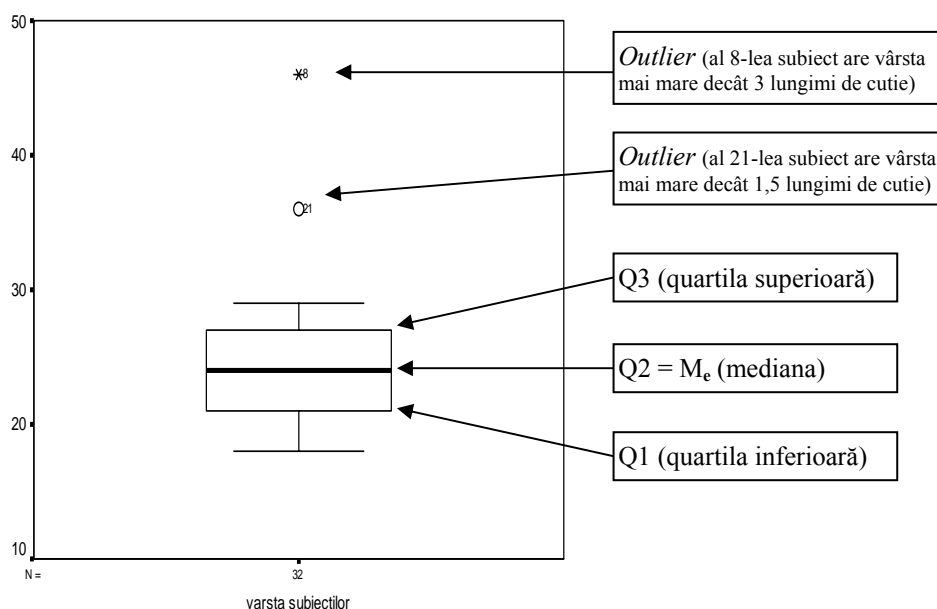 50
40
30
20
10
*8
21
N =
32
varsta subiectilor
Outlier (al 8-lea subiect are vârsta
mai mare decât 3 lungimi de cutie)
Outlier (al 21-lea subiect are vârsta
mai mare decât 1,5 lungimi de cutie)
Q3 (quartila superioară)
Q2 = Me (mediana)
Q1 (quartila inferioară)